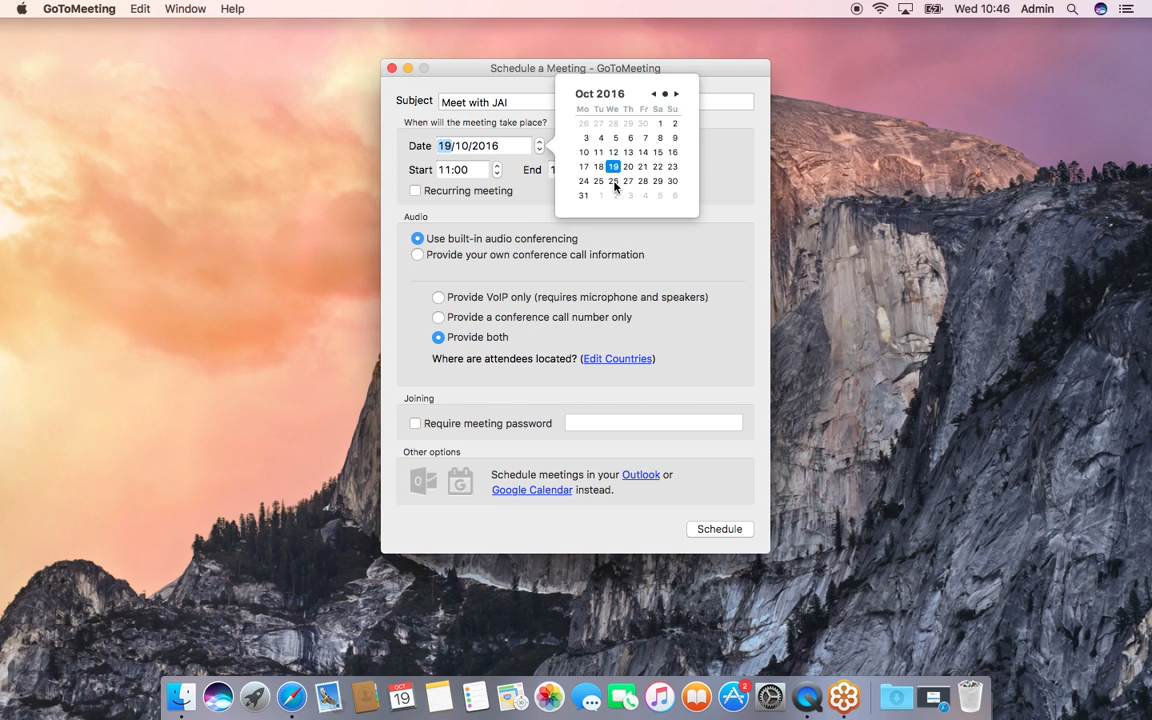 GoToMeeting Edit Window Help Wed 10:46 Admin
Schedule a Meeting - GoToMeeting
Subject Meet with JAI
When will the meeting take place?
Date 19/10/2016
Start 11:00 End 1
Recurring meeting
Oct 2016
Mo Tu We Th Fr Sa Su
26 27 28 29 30 1 2
3 4 5 6 7 8 9
10 11 12 13 14 15 16
17 18 19 20 21 22 23
24 25 26 27 28 29 30
31 1 2 3 4 5 6
Audio
Use built-in audio conferencing
Provide your own conference call information
Provide VoIP only (requires microphone and speakers)
Provide a conference call number only
Provide both
Where are attendees located? (Edit Countries)
Joining
Require meeting password
Other options
Schedule meetings in your Outlook or
Google Calendar instead.
Schedule
OCT
19
2